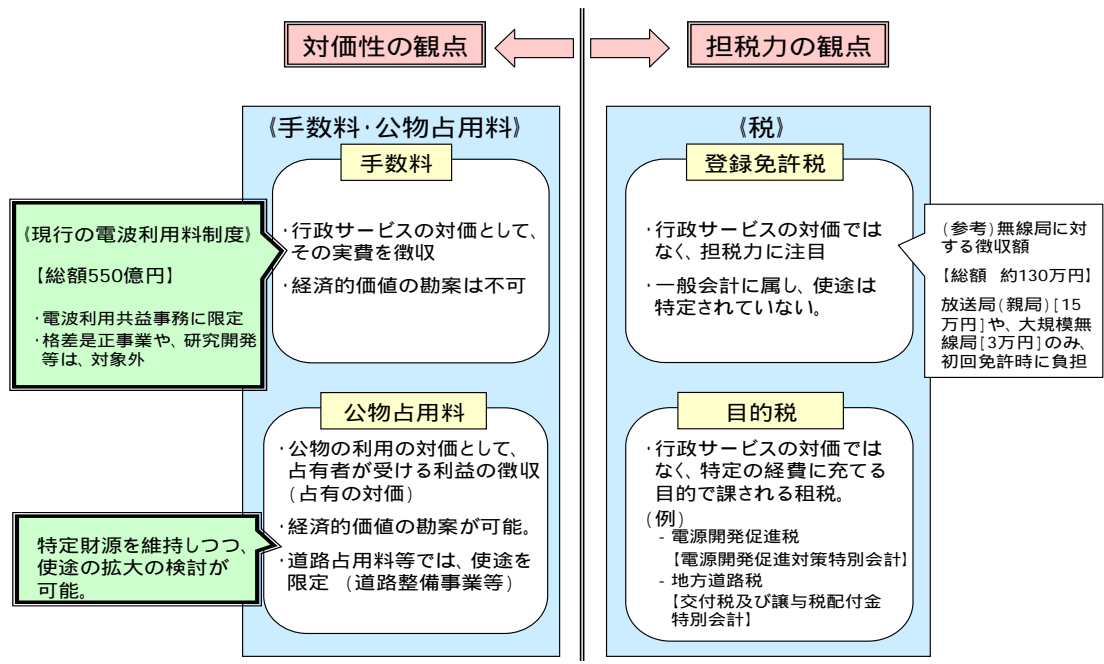 対価性の観点
担税力の観点
《手数料・公物占用料》
手数料
・行政サービスの対価として、
その実費を徴収
・経済的価値の勘案は不可
《現行の電波利用料制度》
【総額550億円】
・電波利用共益事務に限定
・格差是正事業や、研究開発
等は、対象外
公物占用料
・公物の利用の対価として、
占有者が受ける利益の徴収
(占有の対価)
・経済的価値の勘案が可能。
・道路占用料等では、使途を
限定 (道路整備事業等)
特定財源を維持しつつ、
使途の拡大の検討が
可能。
《税》
登録免許税
・行政サービスの対価では
なく、担税力に注目
・一般会計に属し、使途は
特定されていない。
(参考)無線局に対
する徴収額
【総額 約130万円】
放送局(親局)[15
万円]や、大規模無
線局[3万円]のみ、
初回免許時に負担
目的税
・行政サービスの対価では
なく、特定の経費に充てる
目的で課される租税。
(例)
- 電源開発促進税
【電源開発促進対策特別会計】
- 地方道路税
【交付税及び譲与税配付金
特別会計】